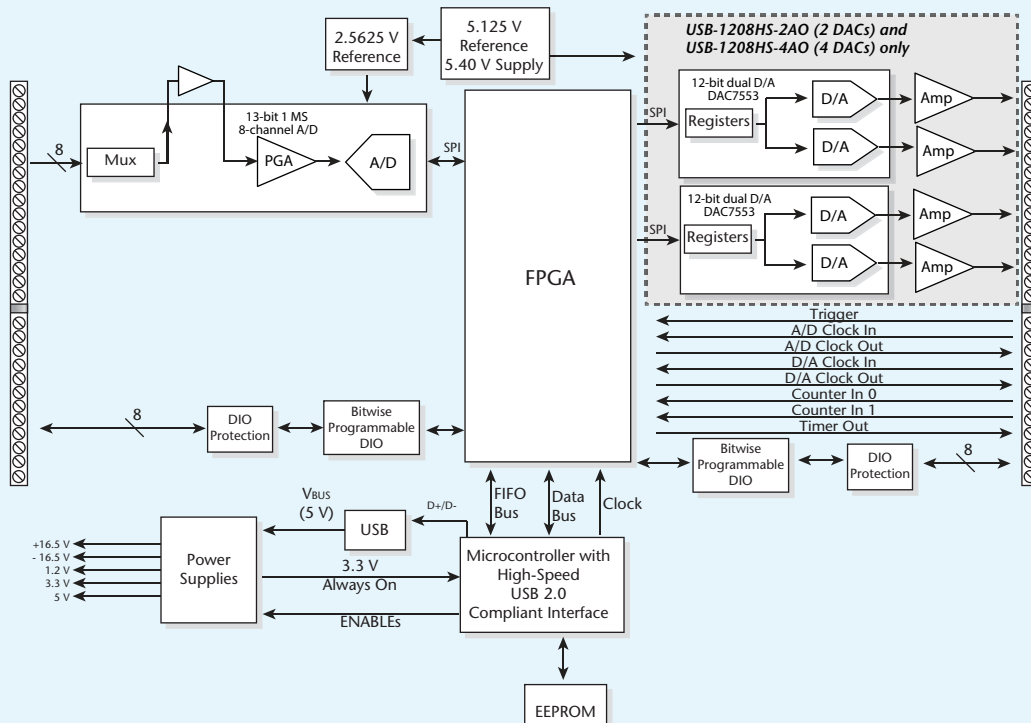 USB-1208HS-2AO (2 DACs) and
USB-1208HS-4AO (4 DACs) only
5.125 V
Reference
5.40 V Supply
2.5625 V
Reference
13-bit 1 MS
8-channel A/D
8
Mux
PGA
A/D
SPI
FPGA
SPI
12-bit dual D/A
DAC7553
Registers
D/A
D/A
Amp
Amp
SPI
12-bit dual D/A
DAC7553
Registers
D/A
D/A
Amp
Amp
Trigger
A/D Clock In
A/D Clock Out
D/A Clock In
D/A Clock Out
Counter In 0
Counter In 1
Timer Out
8
DIO
Protection
Bitwise
Programmable
DIO
Bitwise
Programmable
DIO
DIO
Protection
8
FIFO
Bus
Data
Bus
Clock
VBUS
(5 V)
USB
D+/D-
+16.5 V
- 16.5 V
1.2 V
3.3 V
5 V
Power
Supplies
3.3 V
Always On
ENABLEs
Microcontroller with
High-Speed
USB 2.0
Compliant Interface
EEPROM